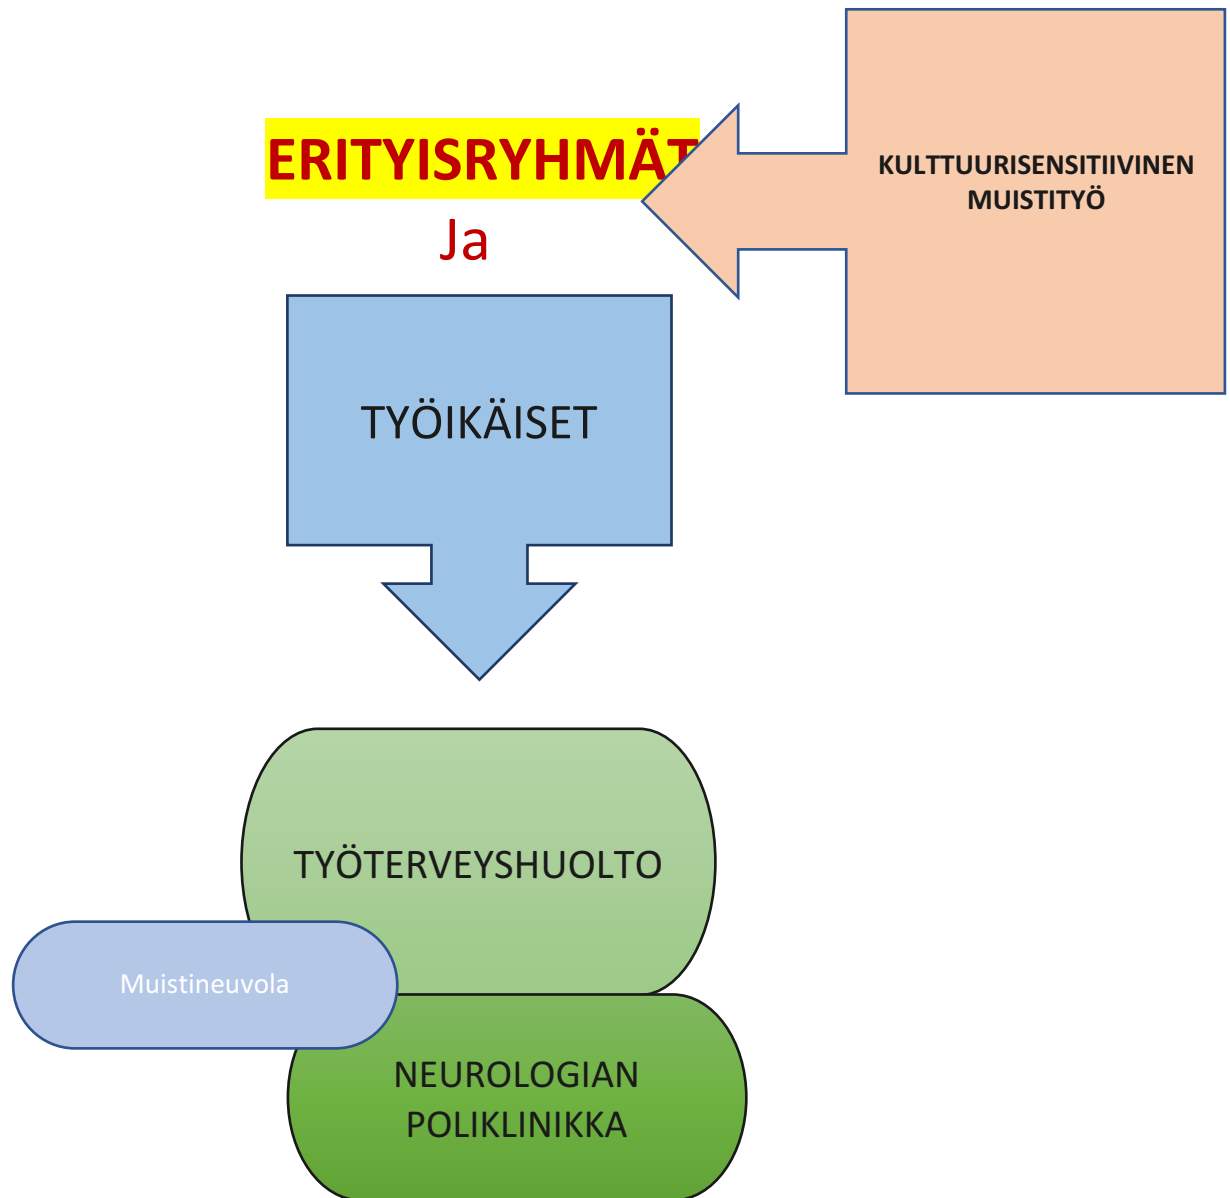 ERITYISRYHMÄT
Ja
KULTTUURISENSITIIVINEN
MUISTITYÖ
TYÖIKÄISET
TYÖTERVEYSHUOLTO
Muistineuvola
NEUROLOGIAN
POLIKLINIKKA